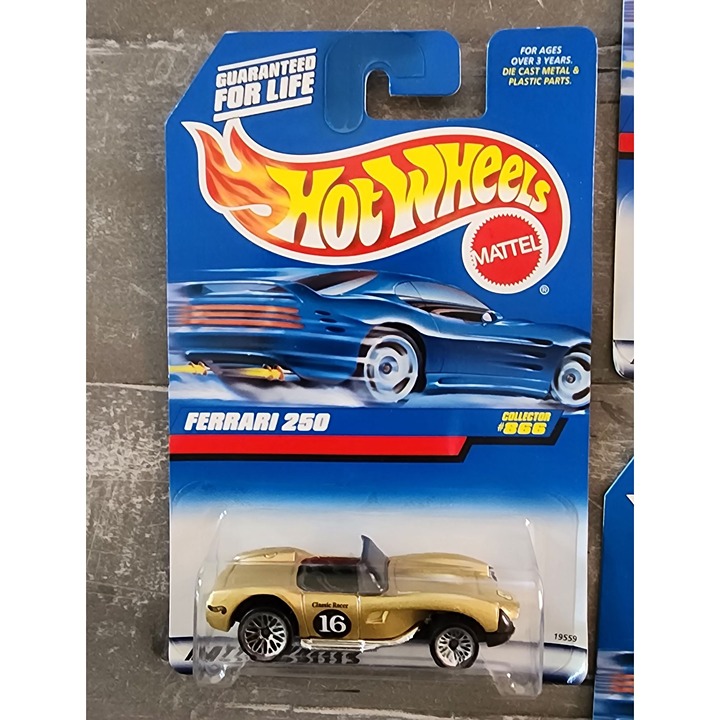 GUARANTEED
FOR LIFE
FOR AGES
OVER 3 YEARS.
DIE CAST METAL &
PLASTIC PARTS.
HOT WHEELS
MATTEL
®
FERRARI 250
COLLECTOR
#866
Classic Racer
16
19559